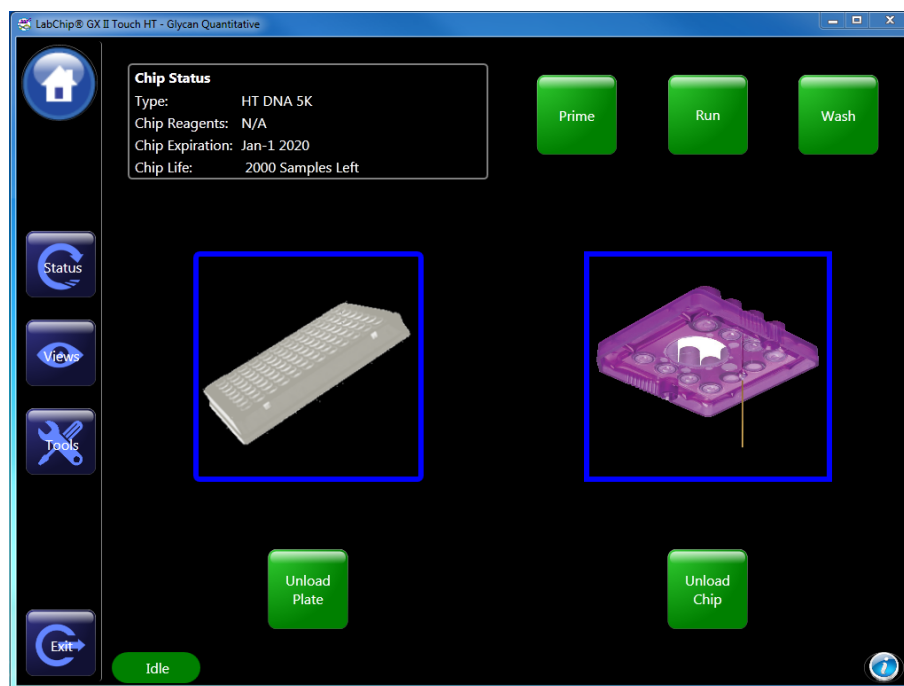 LabChip® GX II Touch HT - Glycan Quantitative
Chip Status
Type: HT DNA 5K
Chip Reagents: N/A
Chip Expiration: Jan-1 2020
Chip Life: 2000 Samples Left
Prime
Run
Wash
Status
Views
Tools
Unload
Plate
Unload
Chip
Exit
Idle